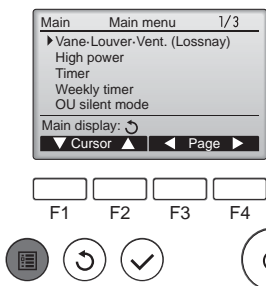 Main Main menu 1/3
Vane·Louver·Vent. (Lossnay)
High power
Timer
Weekly timer
OU silent mode
Main display:
Cursor Page
F1 F2 F3 F4